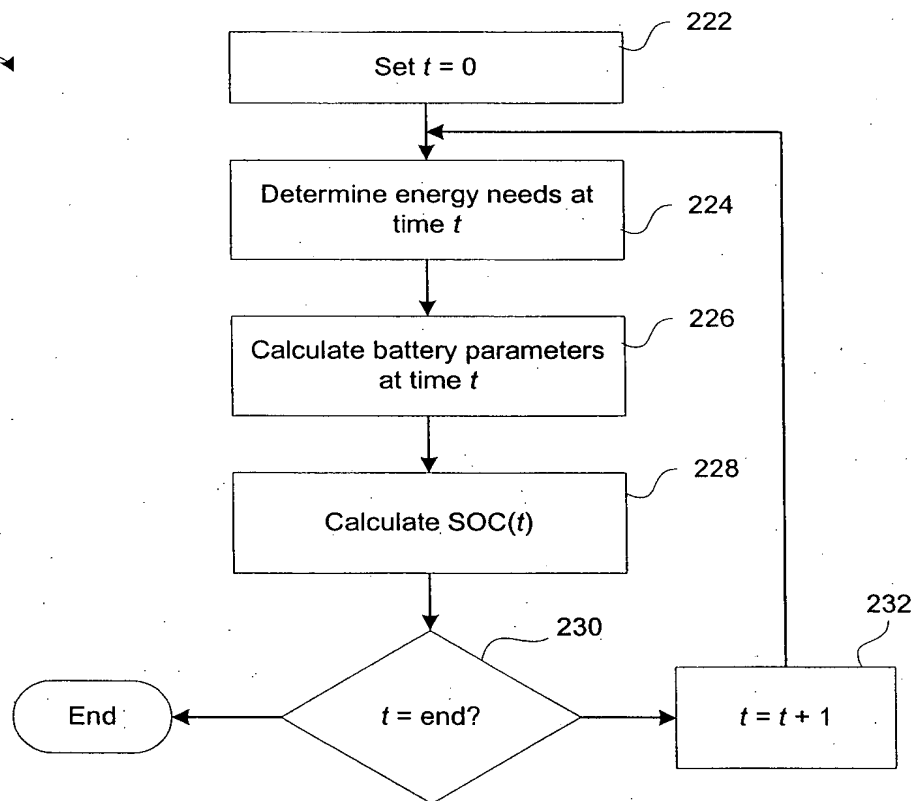 222
Set t = 0
Determine energy needs at
time t
224
226
Calculate battery parameters
at time t
228
Calculate SOC(t)
230
232
End
t = end?
t = t + 1